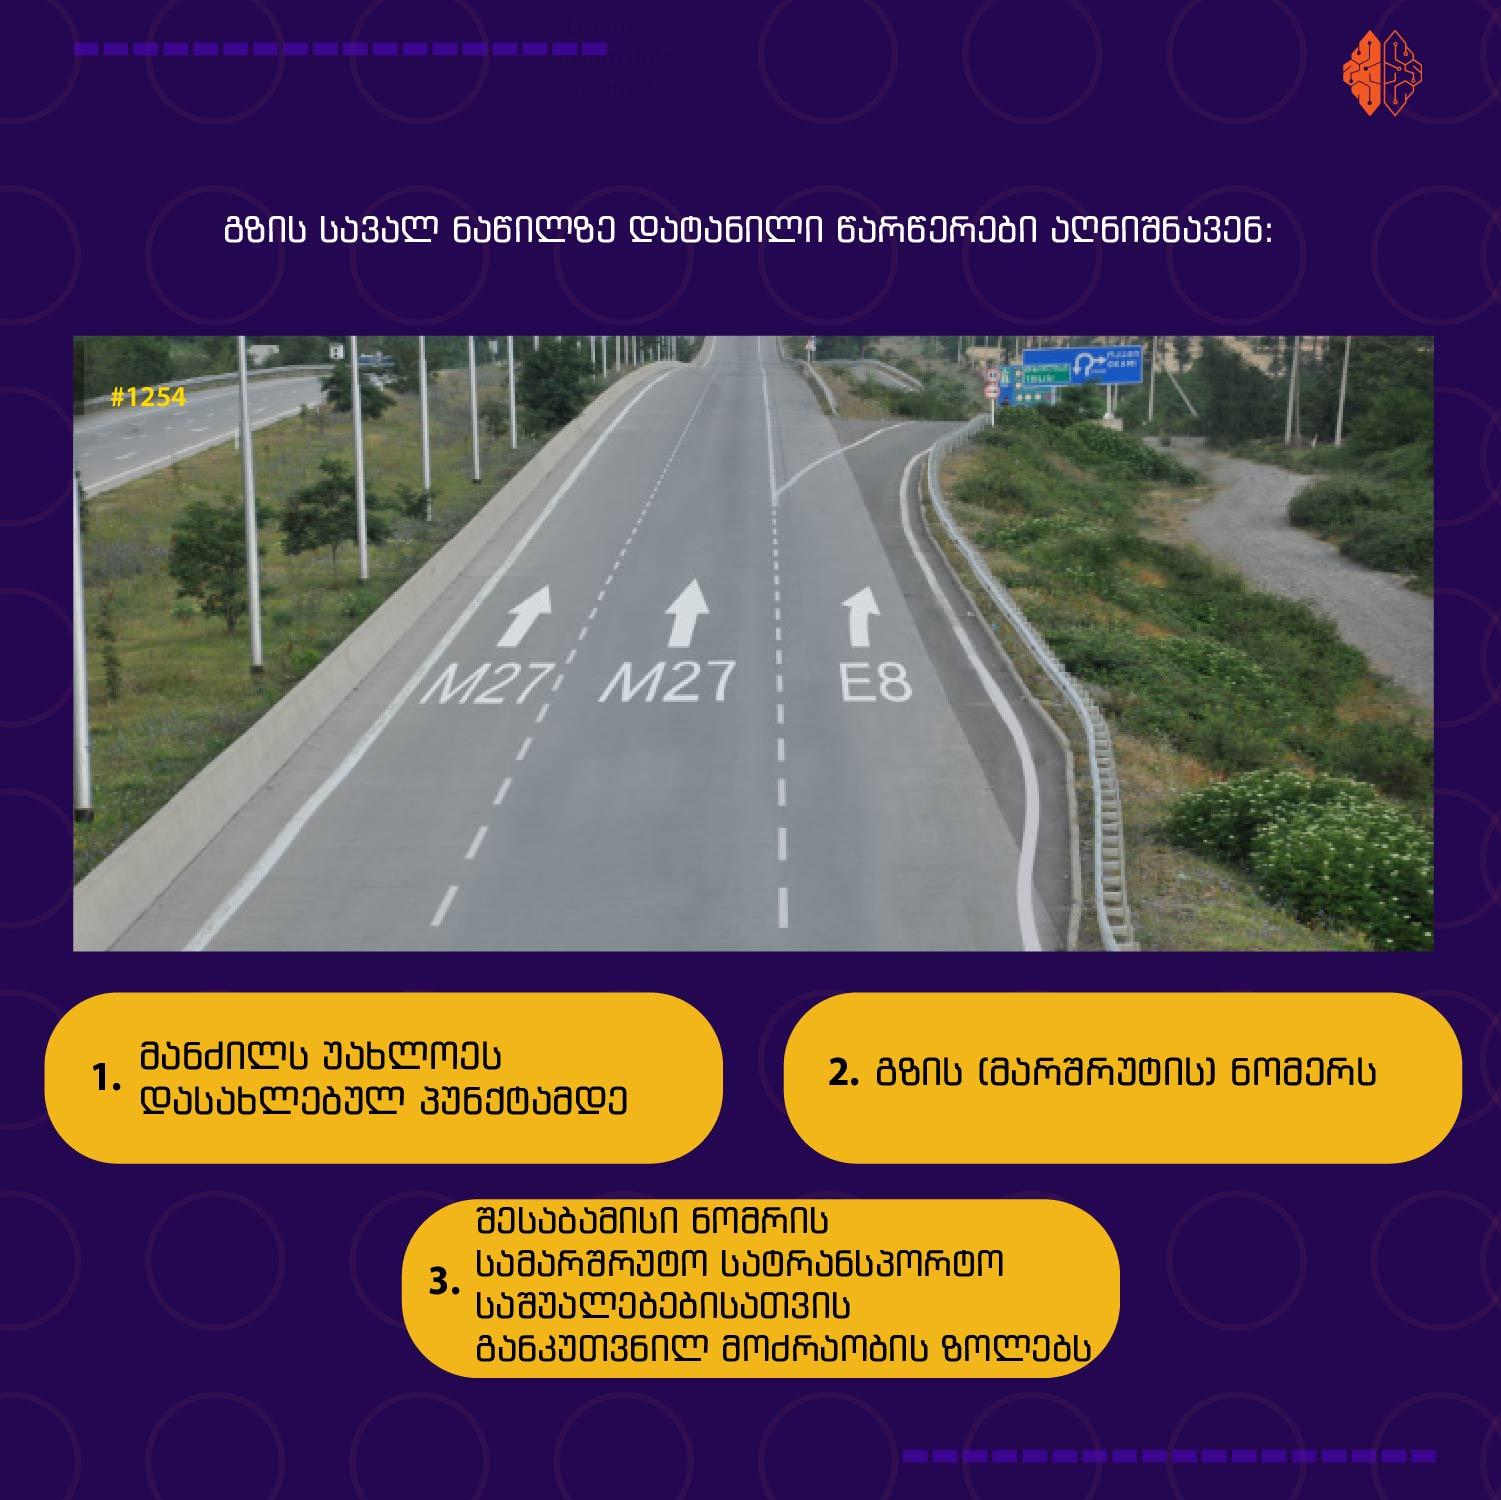 გზის სავალ ნაწილზე დატანილი წარწერები აღნიშნავენ:
#1254
M27 M27 E8
1. მანძილს უახლოეს
დასახლებულ პუნქტამდე
2. გზის (მარშრუტის) ნომერს
3. შესაბამისი ნომრის
სამარშრუტო სატრანსპორტო
საშუალებებისათვის
განკუთვნილ მოძრაობის ზოლებს